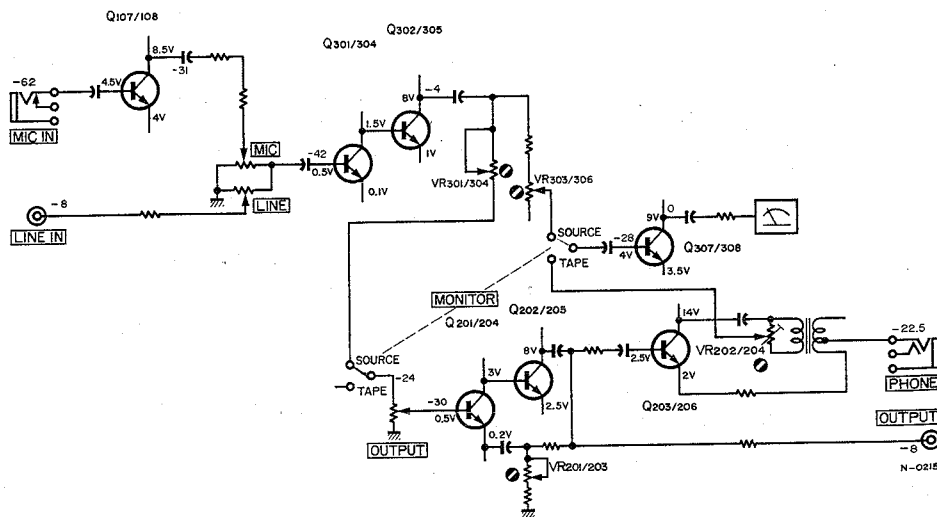 Q107/108
Q301/304
Q302/305
8.5V
-31
-4
8V
-62
4.5V
4V
MIC IN
1.5V
1V
MIC
-42
0.5V
0.1V
VR301/304
VR303/306
LINE
-8
LINE IN
0
9V
SOURCE
-28
4V
Q307/308
TAPE
3.5V
MONITOR
Q201/204
Q202/205
14V
-22.5
8V
2.5V
VR202/204
2V
PHONE
SOURCE
TAPE
-24
3V
-30
0.5V
2.5V
Q203/206
OUTPUT
0.2V
OUTPUT
VR201/203
-8
N-0215